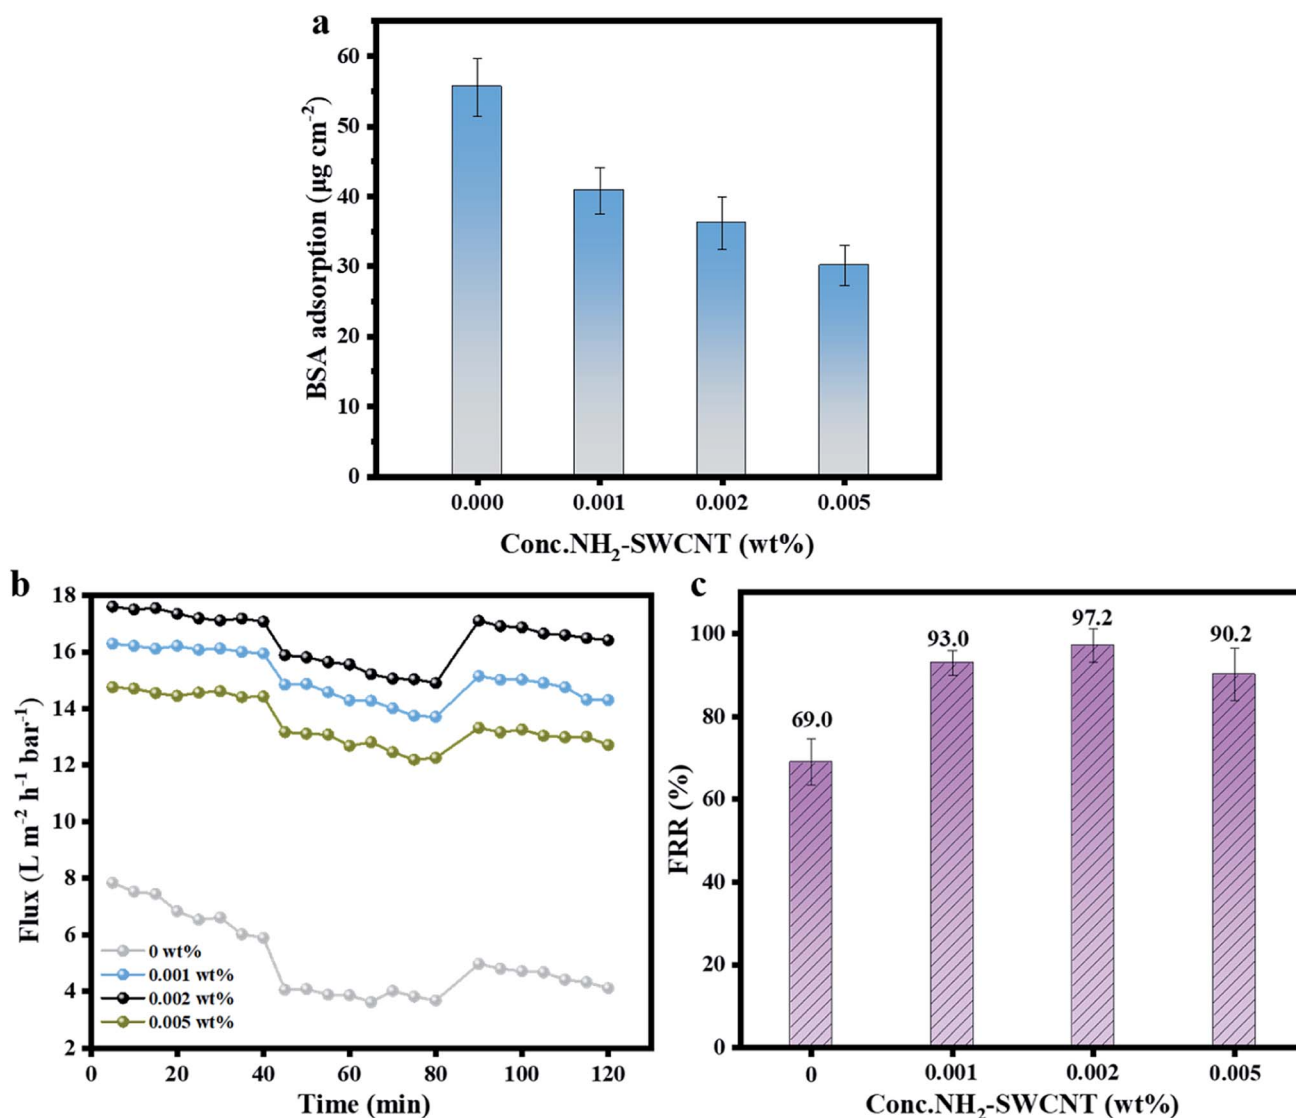 a
BSA adsorption (μg cm⁻²)
60
50
40
30
20
10
0
0.000 0.001 0.002 0.005
Conc.NH₂-SWCNT (wt%)
b
Flux (L m⁻² h⁻¹ bar⁻¹)
18
16
14
12
10
8
6
4
2
0 wt%
0.001 wt%
0.002 wt%
0.005 wt%
0 20 40 60 80 100 120
Time (min)
c
FRR (%)
100
80
60
40
20
0
69.0 93.0 97.2 90.2
0 0.001 0.002 0.005
Conc.NH₂-SWCNT (wt%)